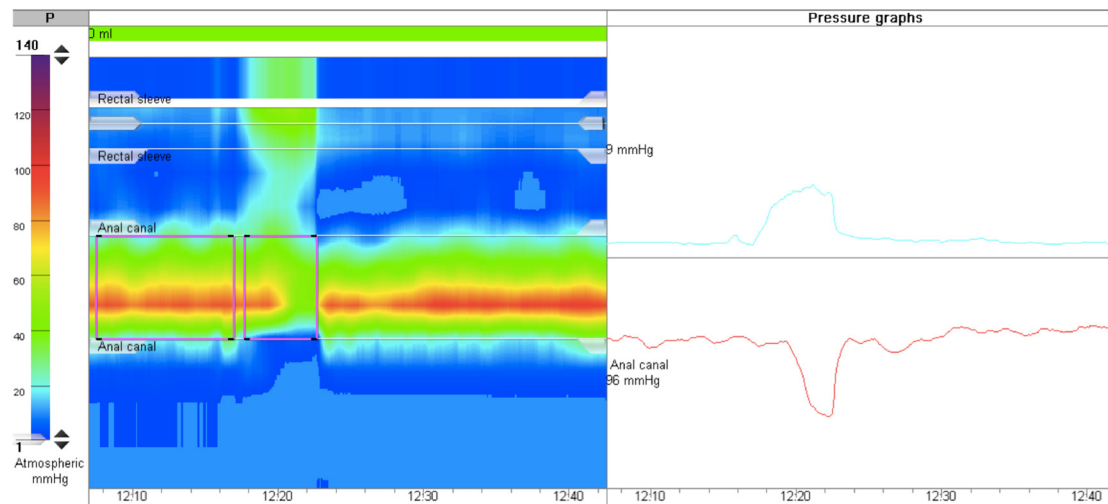 P
Pressure graphs
140
120
100
80
60
40
20
1
Atmospheric
mmHg
0 ml
Rectal sleeve
Rectal sleeve
Anal canal
Anal canal
12:10
12:20
12:30
12:40
9 mmHg
Anal canal
96 mmHg
12:10
12:20
12:30
12:40